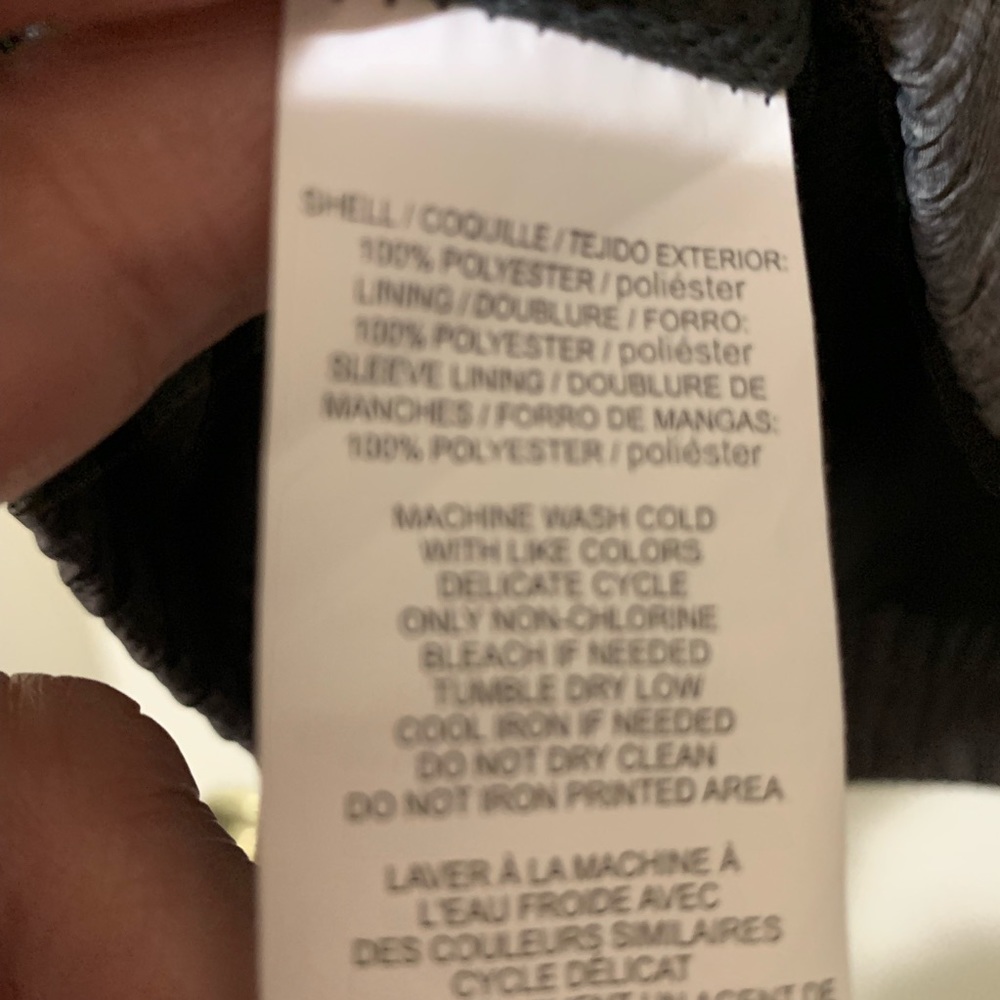 SHELL / COQUILLE / TEJIDO EXTERIOR:
100% POLYESTER / poliéster
LINING / DOUBLURE / FORRO:
100% POLYESTER / poliéster
SLEEVE LINING / DOUBLURE DE
MANCHES / FORRO DE MANGAS:
100% POLYESTER / poliéster
MACHINE WASH COLD
WITH LIKE COLORS
DELICATE CYCLE
ONLY NON-CHLORINE
BLEACH IF NEEDED
TUMBLE DRY LOW
COOL IRON IF NEEDED
DO NOT DRY CLEAN
DO NOT IRON PRINTED AREA
LAVER À LA MACHINE À
L'EAU FROIDE AVEC
DES COULEURS SIMILAIRES
CYCLE DÉLICAT
UN AGENT DE